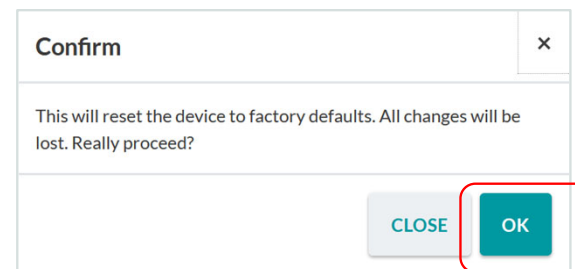 Confirm
×
This will reset the device to factory defaults. All changes will be
lost. Really proceed?
CLOSE
OK